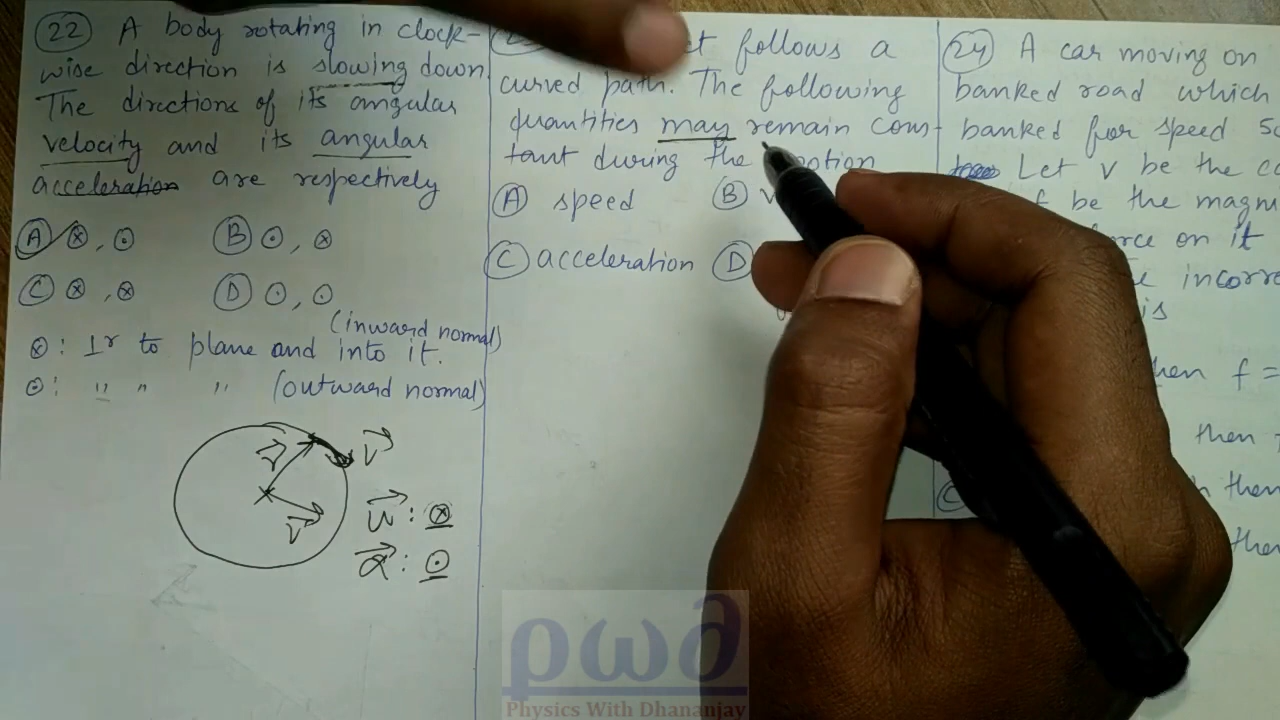 22 A body rotating in clock-
wise direction is slowing down
The directions of its angular
velocity and its angular
acceleration are respectively
A ⊗, ⊙
B ⊙, ⊗
C ⊗, ⊗
D ⊙, ⊙
(inward normal)
⊗: ⊥r to plane and into it.
⊙: " " " (outward normal)
r v
r
ω: ⊗
α: ⊙
follows a
curved path. The following
quantities may remain cons-
tant during the motion
A speed
B
C acceleration
D
24 A car moving on
banked road which
banked for speed
Let v be the
f be the magn
on it
incorre
is
then f =
then
then
then
ρωd
Physics With Dhananjay